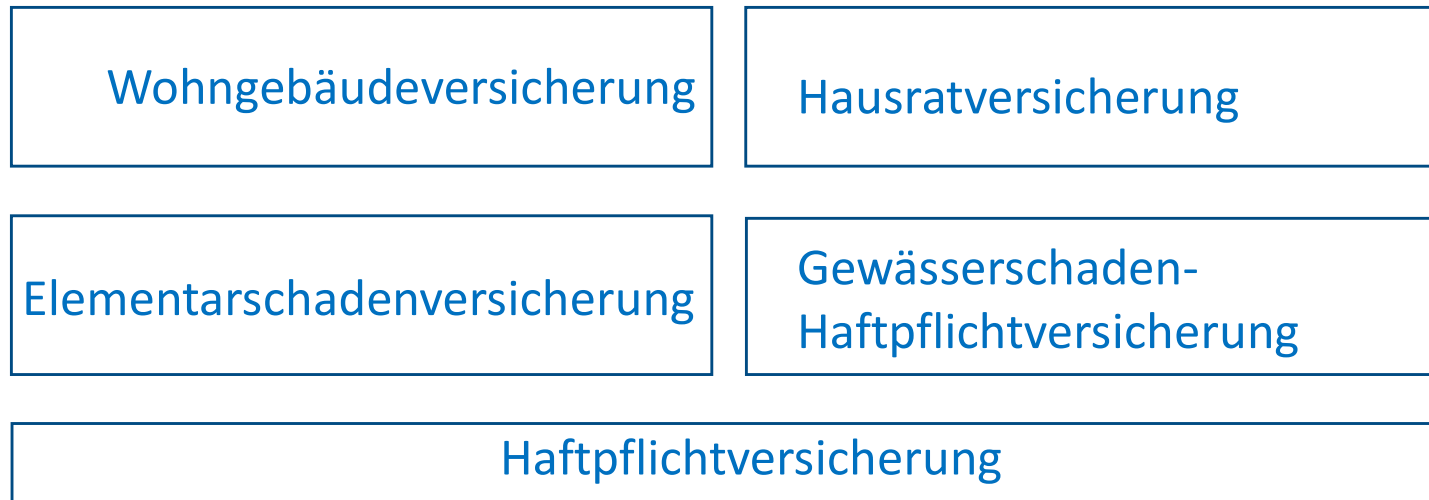 Wohngebäudeversicherung
Hausratversicherung
Elementarschadenversicherung
Gewässerschaden-
Haftpflichtversicherung
Haftpflichtversicherung